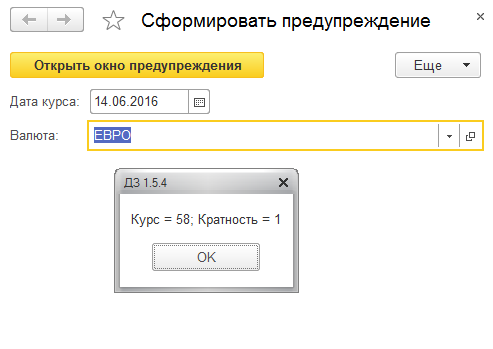 Сформировать предупреждение
Открыть окно предупреждения
Еще
Дата курса: 14.06.2016
Валюта: ЕВРО
ДЗ 1.5.4
Курс = 58; Кратность = 1
OK